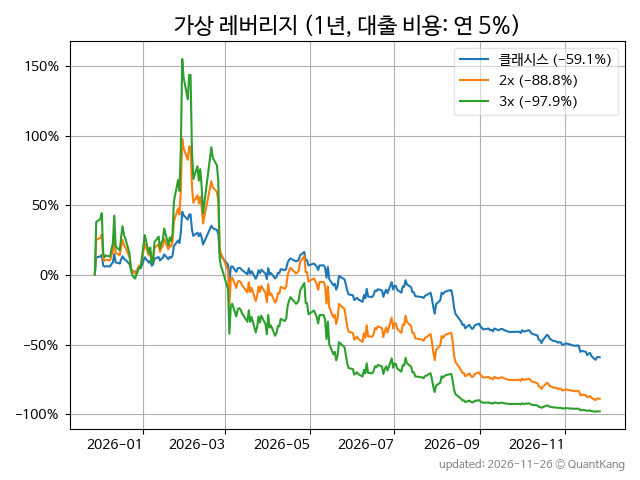 가상 레버리지 (1년, 대출 비용: 연 5%)
클래시스 (-59.1%)
2x (-88.8%)
3x (-97.9%)
150%
100%
50%
0%
-50%
-100%
2026-01 2026-03 2026-05 2026-07 2026-09 2026-11
updated: 2026-11-26 © QuantKang